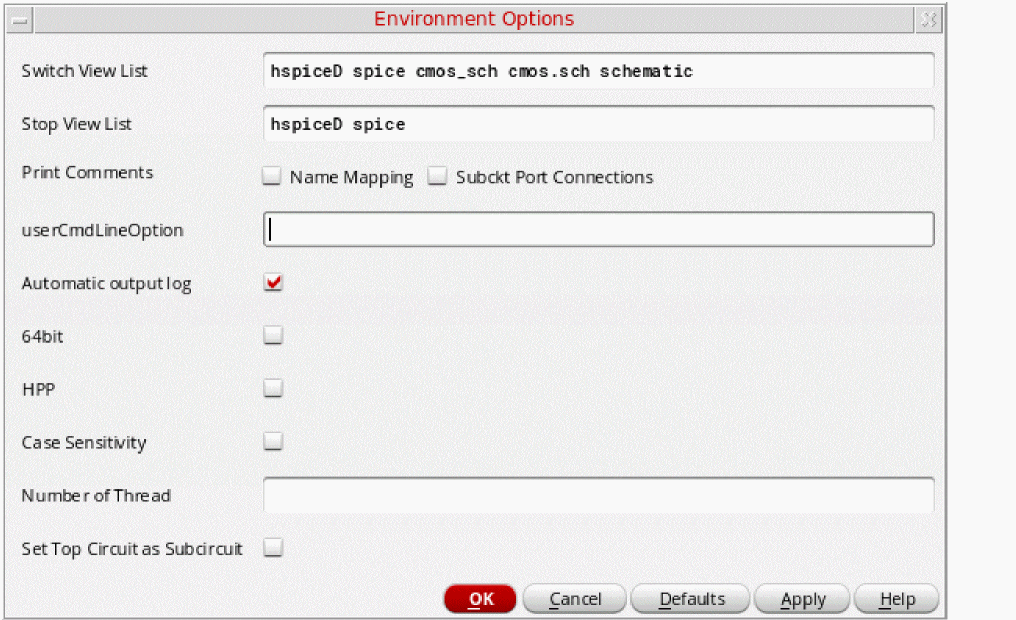 Environment Options
Switch View List
hspiceD spice cmos_sch cmos.sch schematic
Stop View List
hspiceD spice
Print Comments
Name Mapping Subckt Port Connections
userCmdLineOption
Automatic output log
64bit
HPP
Case Sensitivity
Number of Thread
Set Top Circuit as Subcircuit
OK Cancel Defaults Apply Help